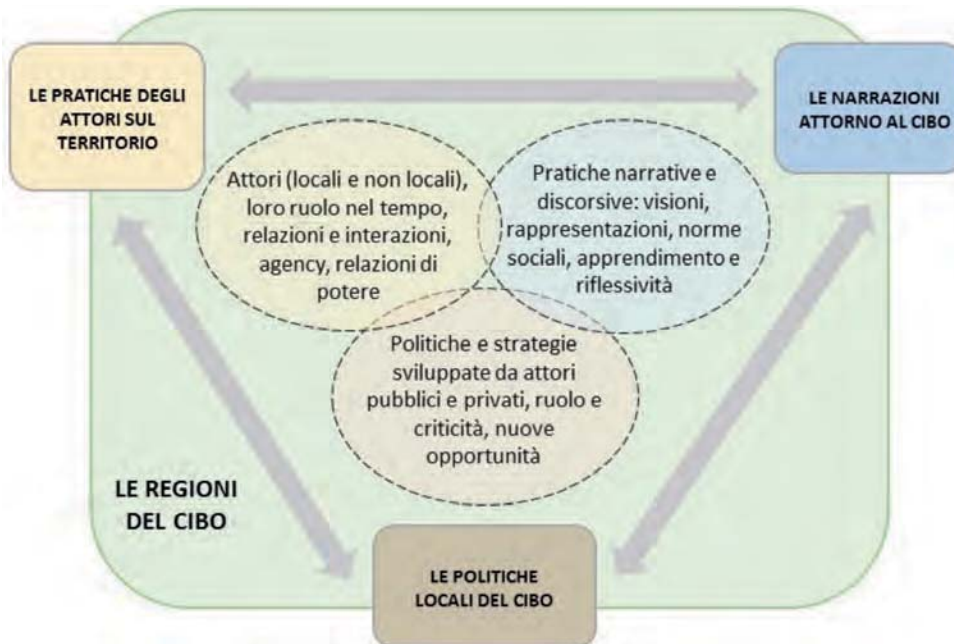 LE PRATICHE DEGLI
ATTORI SUL
TERRITORIO
LE NARRAZIONI
ATTORNO AL CIBO
Attori (locali e non locali),
loro ruolo nel tempo,
relazioni e interazioni,
agency, relazioni di
potere
Pratiche narrative e
discorsive: visioni,
rappresentazioni, norme
sociali, apprendimento e
riflessività
Politiche e strategie
sviluppate da attori
pubblici e privati, ruolo e
criticità, nuove
opportunità
LE REGIONI
DEL CIBO
LE POLITICHE
LOCALI DEL CIBO